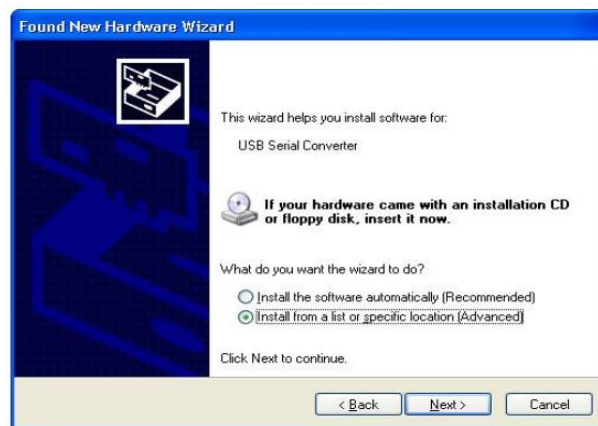 Found New Hardware Wizard
This wizard helps you install software for:
USB Serial Converter
If your hardware came with an installation CD
or floppy disk, insert it now.
What do you want the wizard to do?
Install the software automatically (Recommended)
Install from a list or specific location (Advanced)
Click Next to continue.
< Back Next > Cancel